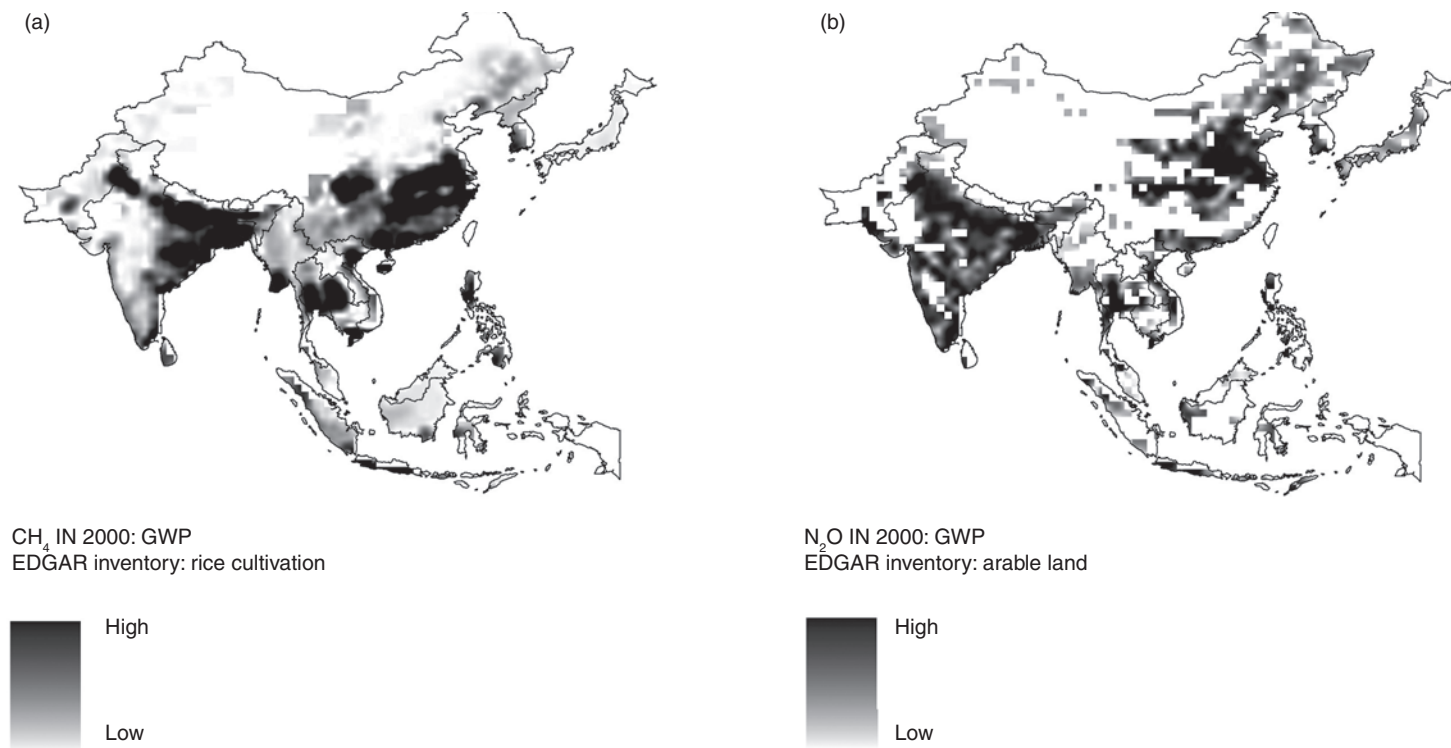 (a)
CH₄ IN 2000: GWP
EDGAR inventory: rice cultivation
High
Low
(b)
N₂O IN 2000: GWP
EDGAR inventory: arable land
High
Low